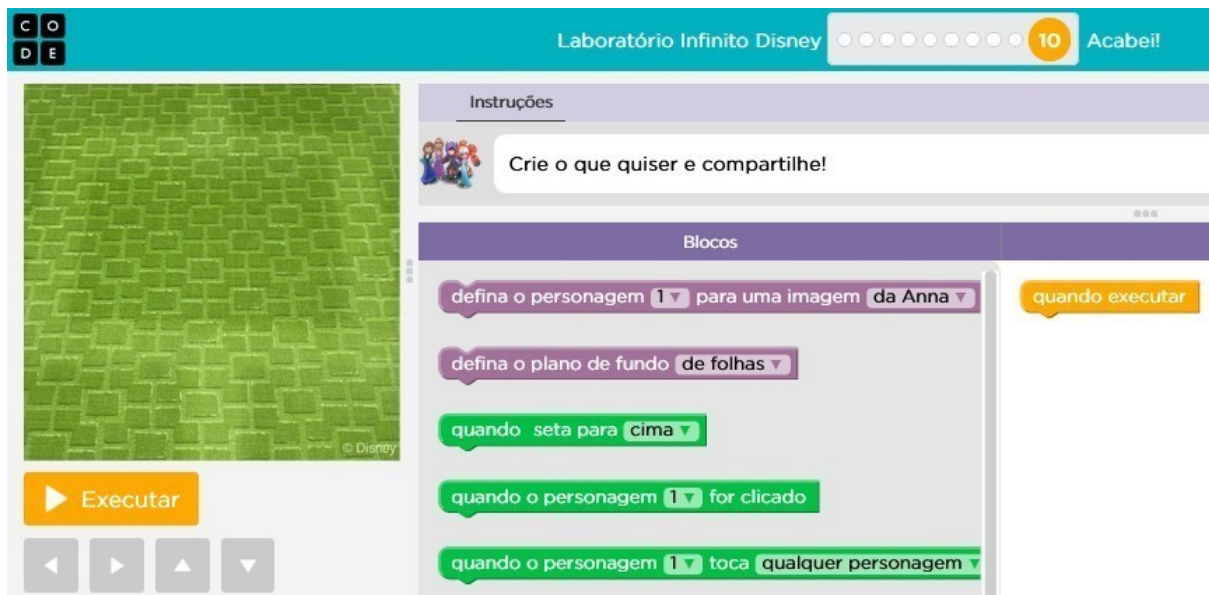 C O
D E
Laboratório Infinito Disney
10
Acabei!
© Disney
Executar
Instruções
Crie o que quiser e compartilhe!
Blocos
defina o personagem 1 para uma imagem da Anna
defina o plano de fundo de folhas
quando seta para cima
quando o personagem 1 for clicado
quando o personagem 1 toca qualquer personagem
quando executar